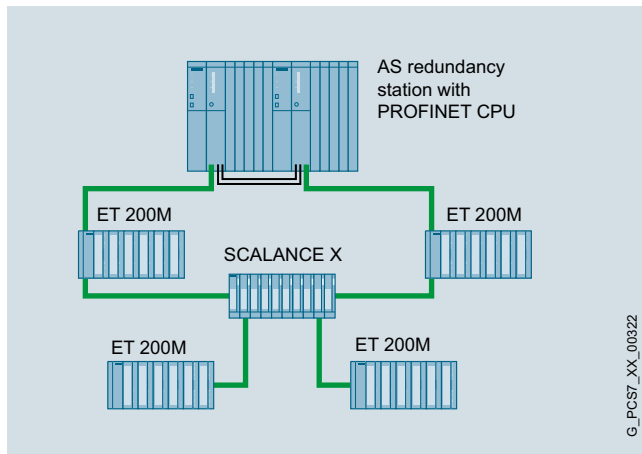 AS redundancy
station with
PROFINET CPU
ET 200M
ET 200M
SCALANCE X
ET 200M
ET 200M
G_PCS7_XX_00322